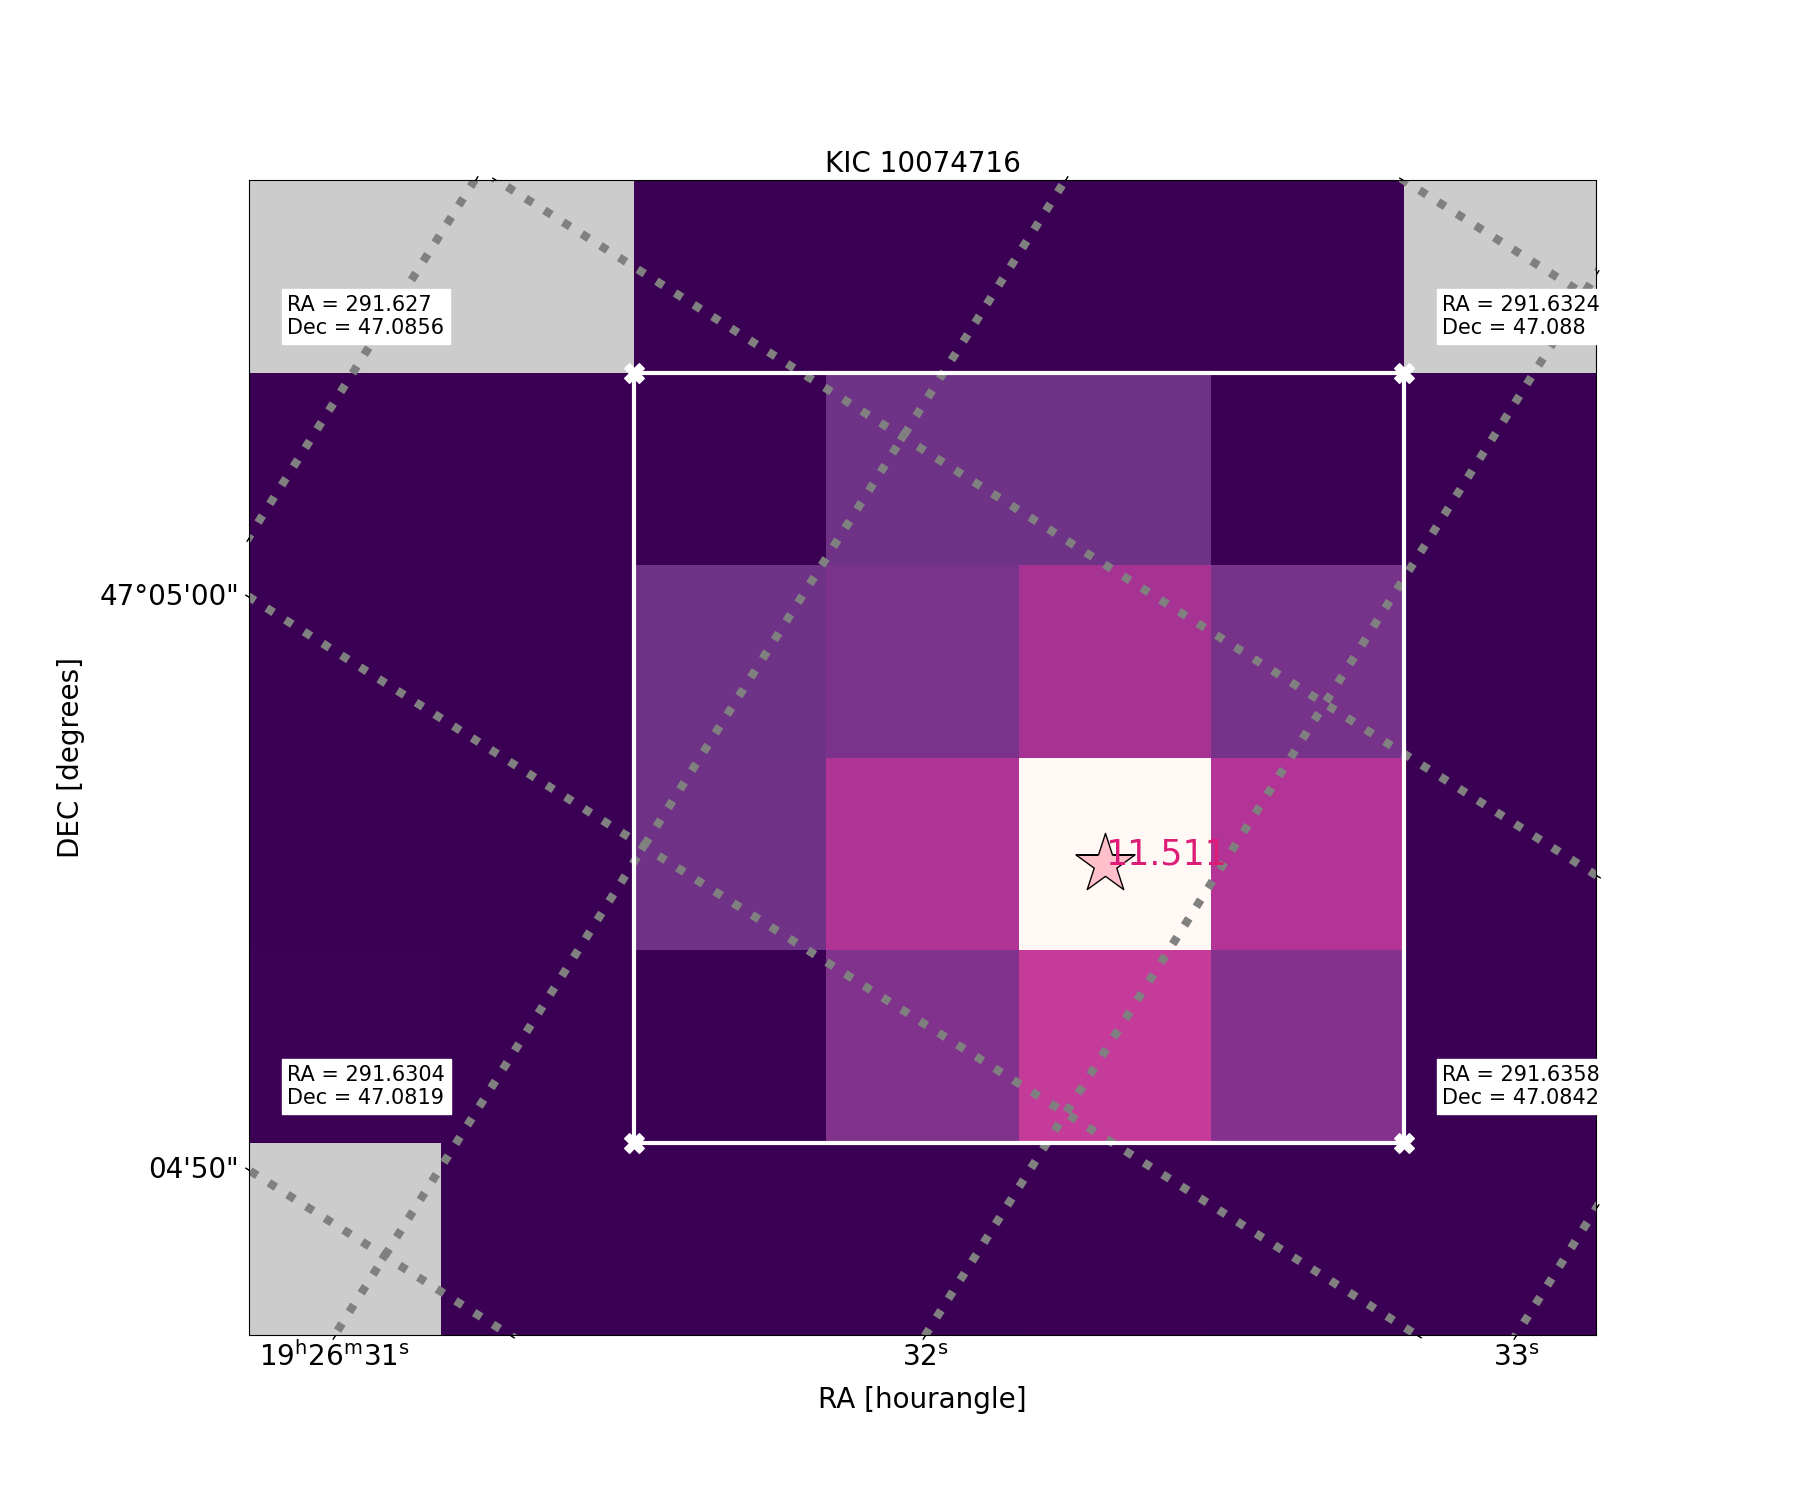 KIC 10074716
RA = 291.627
Dec = 47.0856
RA = 291.6324
Dec = 47.088
47°05'00"
DEC [degrees]
11.511
RA = 291.6304
Dec = 47.0819
RA = 291.6358
Dec = 47.0842
04'50"
19h26m31s
32s
33s
RA [hourangle]